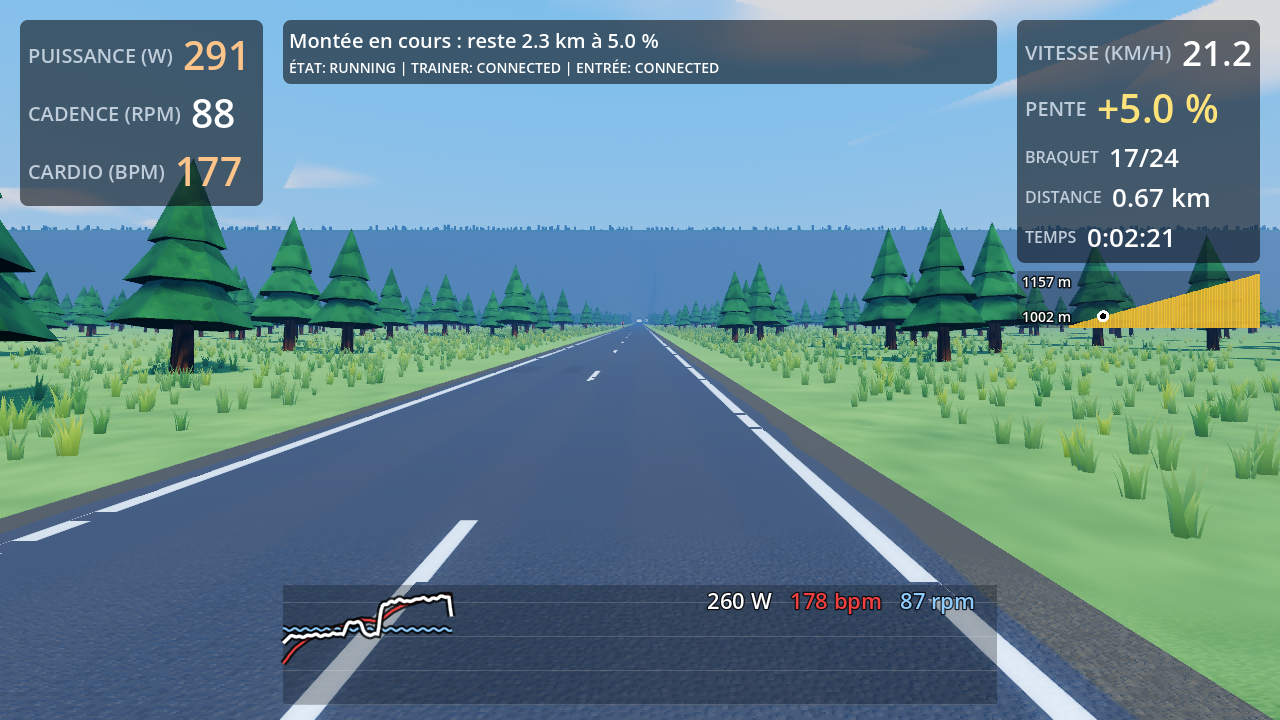 PUISSANCE (W) 291
CADENCE (RPM) 88
CARDIO (BPM) 177
Montée en cours : reste 2.3 km à 5.0 %
ÉTAT: RUNNING | TRAINER: CONNECTED | ENTRÉE: CONNECTED
VITESSE (KM/H) 21.2
PENTE +5.0 %
BRAQUET 17/24
DISTANCE 0.67 km
TEMPS 0:02:21
1157 m
1002 m
260 W 178 bpm 87 rpm